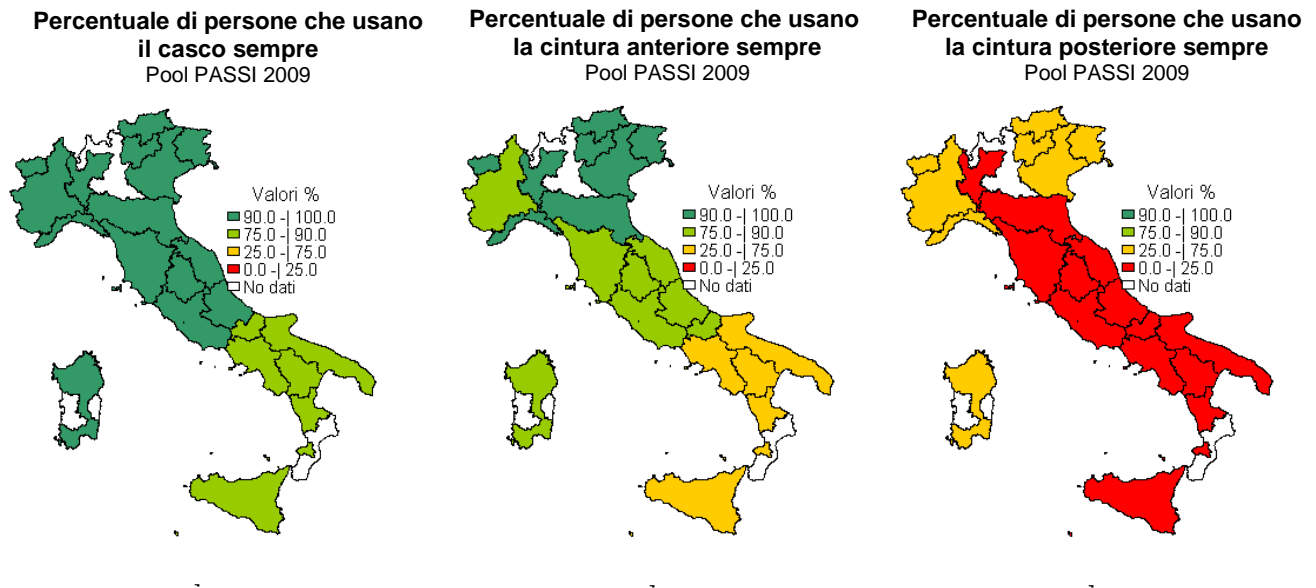 Percentuale di persone che usano
il casco sempre
Pool PASSI 2009
Valori %
90.0 -| 100.0
75.0 -| 90.0
25.0 -| 75.0
0.0 -| 25.0
No dati
Percentuale di persone che usano
la cintura anteriore sempre
Pool PASSI 2009
Valori %
90.0 -| 100.0
75.0 -| 90.0
25.0 -| 75.0
0.0 -| 25.0
No dati
Percentuale di persone che usano
la cintura posteriore sempre
Pool PASSI 2009
Valori %
90.0 -| 100.0
75.0 -| 90.0
25.0 -| 75.0
0.0 -| 25.0
No dati